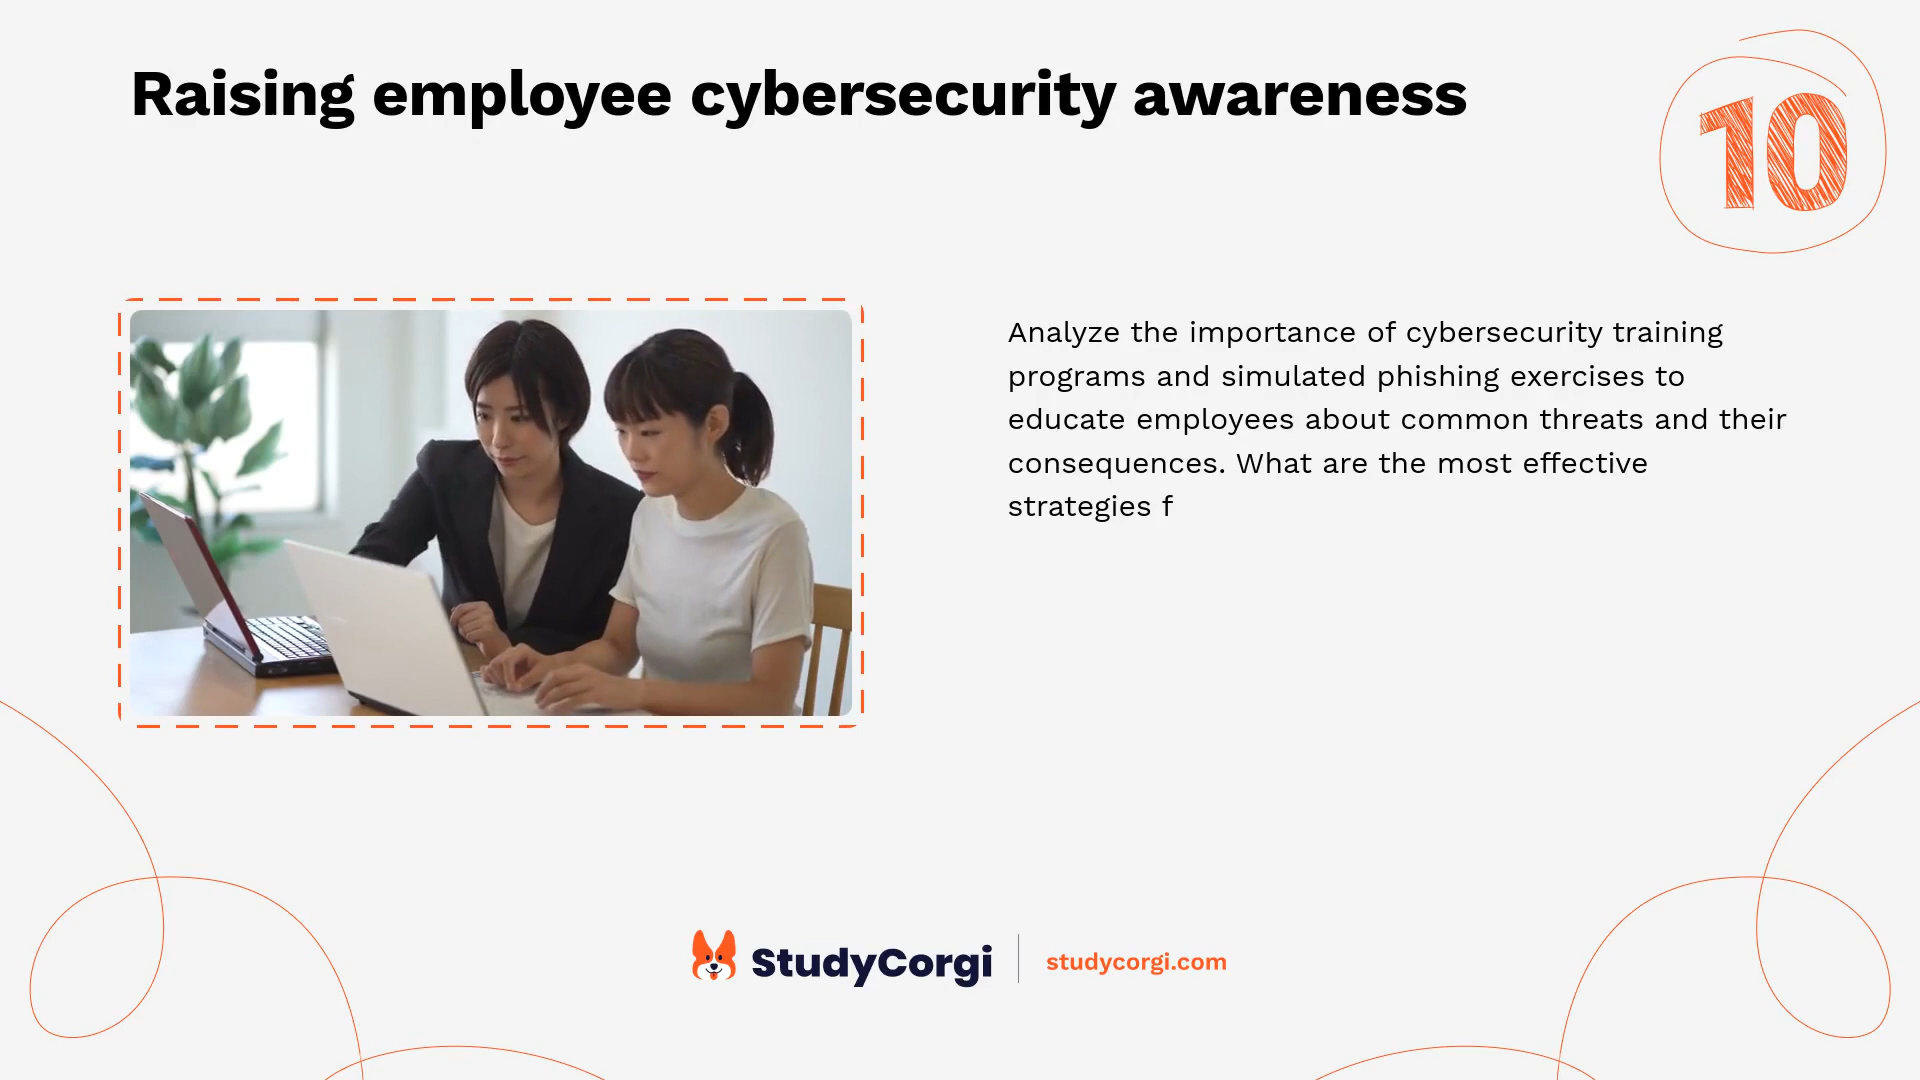 Raising employee cybersecurity awareness
10
Analyze the importance of cybersecurity training
programs and simulated phishing exercises to
educate employees about common threats and their
consequences. What are the most effective
strategies f
StudyCorgi
studycorgi.com